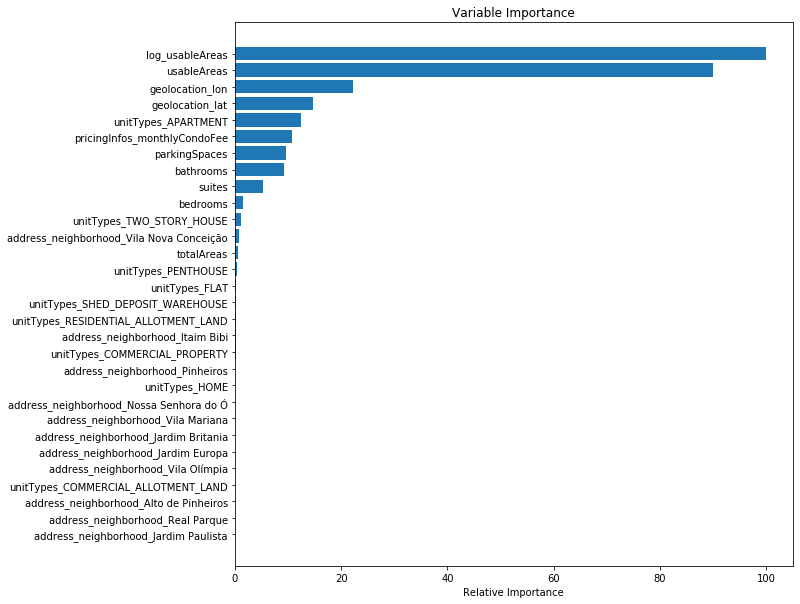 Variable Importance
log_usableAreas
usableAreas
geolocation_lon
geolocation_lat
unitTypes_APARTMENT
pricingInfos_monthlyCondoFee
parkingSpaces
bathrooms
suites
bedrooms
unitTypes_TWO_STORY_HOUSE
address_neighborhood_Vila Nova Conceição
totalAreas
unitTypes_PENTHOUSE
unitTypes_FLAT
unitTypes_SHED_DEPOSIT_WAREHOUSE
unitTypes_RESIDENTIAL_ALLOTMENT_LAND
address_neighborhood_Itaim Bibi
unitTypes_COMMERCIAL_PROPERTY
address_neighborhood_Pinheiros
unitTypes_HOME
address_neighborhood_Nossa Senhora do Ó
address_neighborhood_Vila Mariana
address_neighborhood_Jardim Britania
address_neighborhood_Jardim Europa
address_neighborhood_Vila Olímpia
unitTypes_COMMERCIAL_ALLOTMENT_LAND
address_neighborhood_Alto de Pinheiros
address_neighborhood_Real Parque
address_neighborhood_Jardim Paulista
0 20 40 60 80 100
Relative Importance